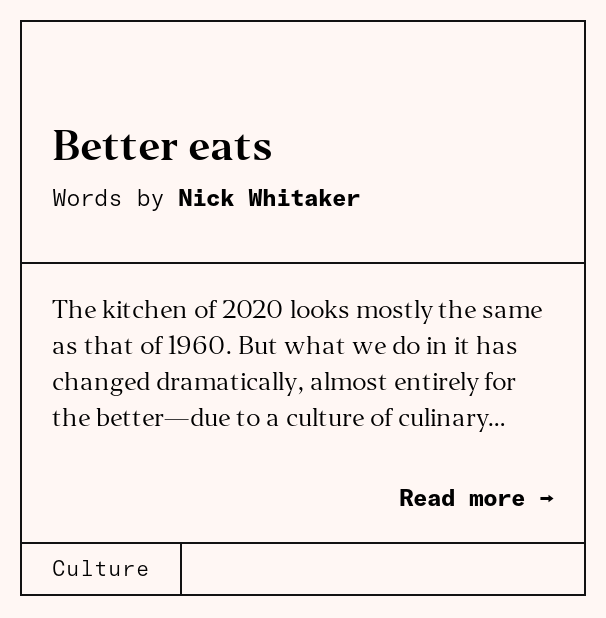 Better eats
Words by Nick Whitaker
The kitchen of 2020 looks mostly the same
as that of 1960. But what we do in it has
changed dramatically, almost entirely for
the better—due to a culture of culinary...
Read more →
Culture